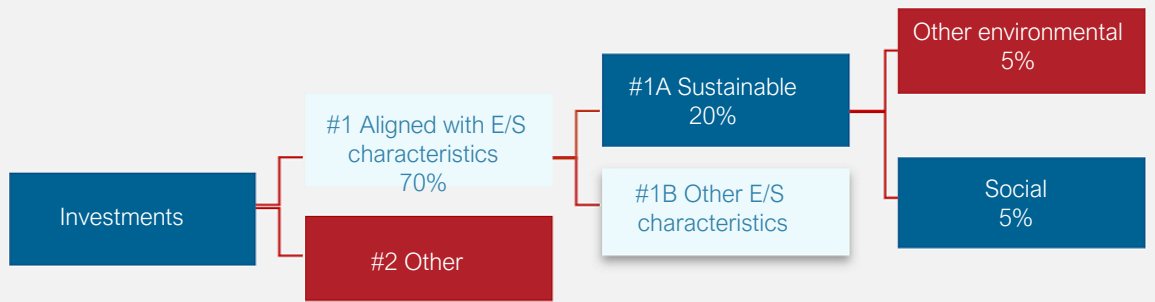 Investments
#1 Aligned with E/S
characteristics
70%
#2 Other
#1A Sustainable
20%
#1B Other E/S
characteristics
Other environmental
5%
Social
5%